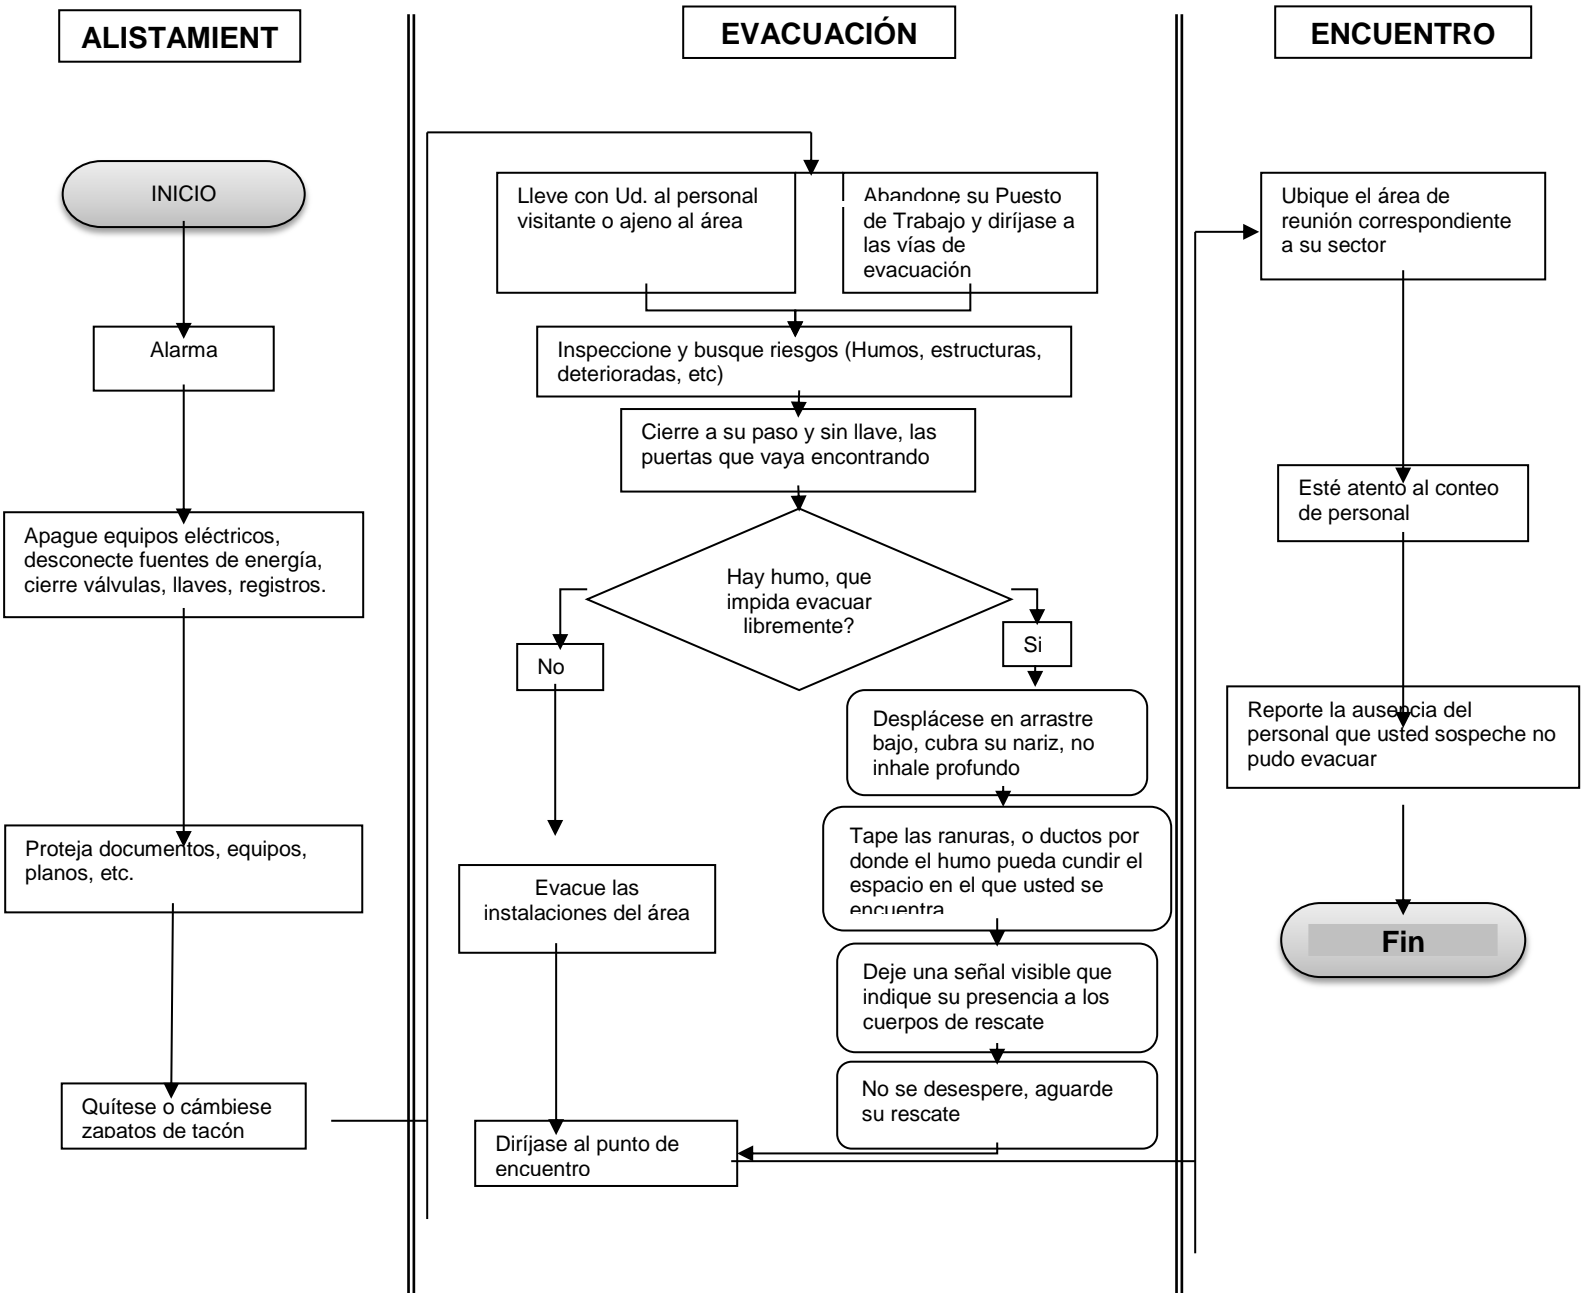 ALISTAMIENT
INICIO
Alarma
Apague equipos eléctricos,
desconecte fuentes de energía,
cierre válvulas, llaves, registros.
Proteja documentos, equipos,
planos, etc.
Quítese o cámbiese
zapatos de tacón
EVACUACIÓN
Lleve con Ud. al personal
visitante o ajeno al área
Abandone su Puesto
de Trabajo y diríjase a
las vías de
evacuación
Inspeccione y busque riesgos (Humos, estructuras,
deterioradas, etc)
Cierre a su paso y sin llave, las
puertas que vaya encontrando
Hay humo, que
impida evacuar
libremente?
No
Si
Evacue las
instalaciones del área
Desplácese en arrastre
bajo, cubra su nariz, no
inhale profundo
Tape las ranuras, o ductos por
donde el humo pueda cundir el
espacio en el que usted se
encuentra
Deje una señal visible que
indique su presencia a los
cuerpos de rescate
No se desespere, aguarde
su rescate
Diríjase al punto de
encuentro
ENCUENTRO
Ubique el área de
reunión correspondiente
a su sector
Esté atento al conteo
de personal
Reporte la ausencia del
personal que usted sospeche no
pudo evacuar
Fin